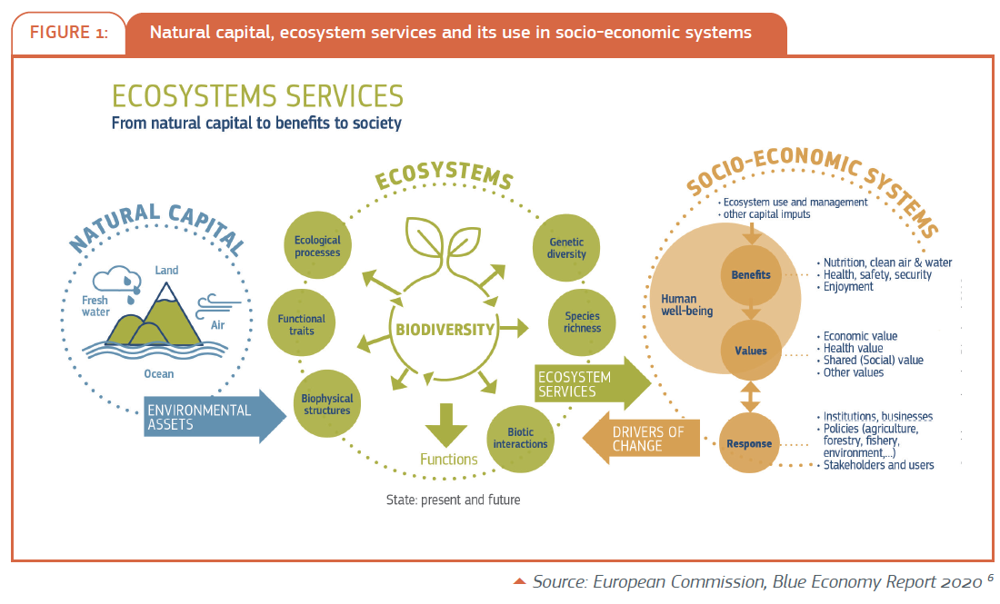 FIGURE 1:
Natural capital, ecosystem services and its use in socio-economic systems
ECOSYSTEMS SERVICES
From natural capital to benefits to society
NATURAL CAPITAL
Land
Fresh
water
Air
Ocean
ENVIRONMENTAL
ASSETS
ECOSYSTEMS
Ecological
processes
Functional
traits
Biophysical
structures
BIODIVERSITY
Genetic
diversity
Species
richness
Biotic
interactions
Functions
State: present and future
ECOSYSTEM
SERVICES
DRIVERS OF
CHANGE
SOCIO-ECONOMIC SYSTEMS
• Ecosystem use and management
• other capital imputs
Human
well-being
Benefits
• Nutrition, clean air & water
• Health, safety, security
• Enjoyment
Values
• Economic value
• Health value
• Shared (Social) value
• Other values
Response
• Institutions, businesses
• Policies (agriculture,
forestry, fishery,
environment,...)
• Stakeholders and users
Source: European Commission, Blue Economy Report 2020 6